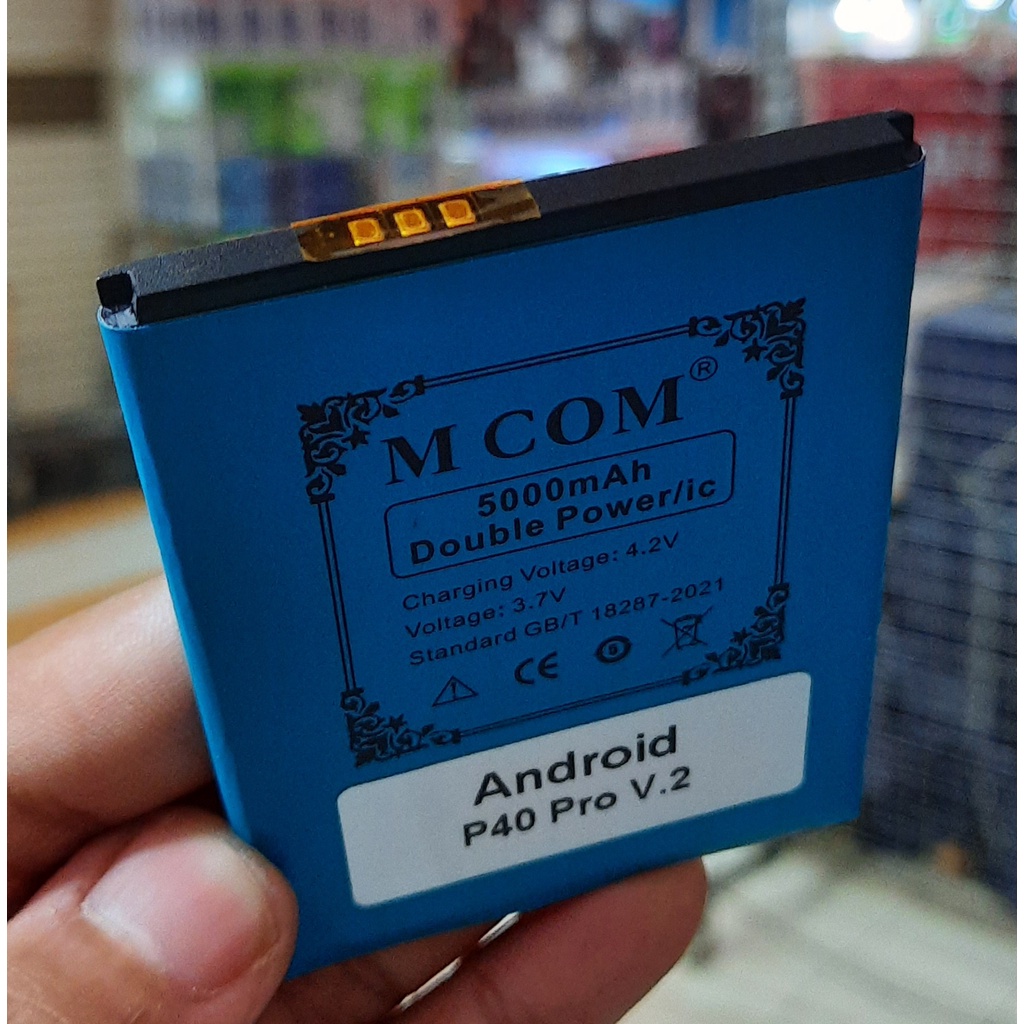 M COM®
5000mAh
Double Power/ic
Charging Voltage: 4.2V
Voltage: 3.7V
Standard GB/T 18287-2021
CE
Android
P40 Pro V.2